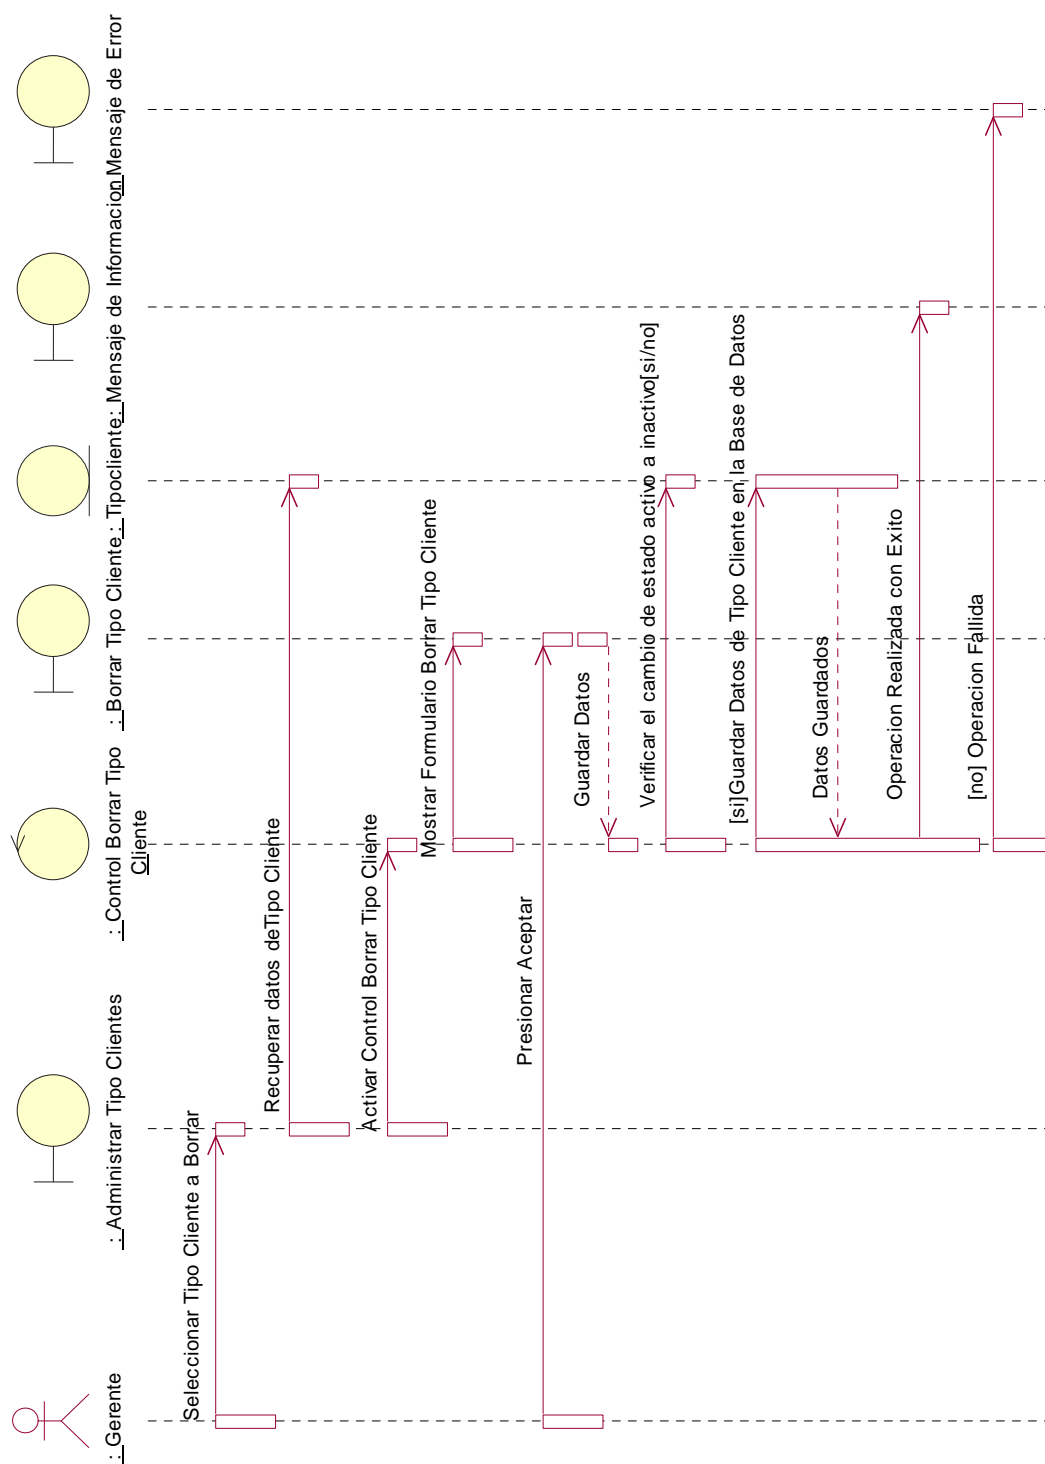 : Gerente
: Administrar Tipo Clientes
: Control Borrar Tipo
Cliente
: Borrar Tipo Cliente
: Tipocliente
: Mensaje de Informacion
: Mensaje de Error
Seleccionar Tipo Cliente a Borrar
Recuperar datos deTipo Cliente
Activar Control Borrar Tipo Cliente
Mostrar Formulario Borrar Tipo Cliente
Presionar Aceptar
Guardar Datos
Verificar el cambio de estado activo a inactivo[si/no]
[si]Guardar Datos de Tipo Cliente en la Base de Datos
Datos Guardados
Operacion Realizada con Exito
[no] Operacion Fallida